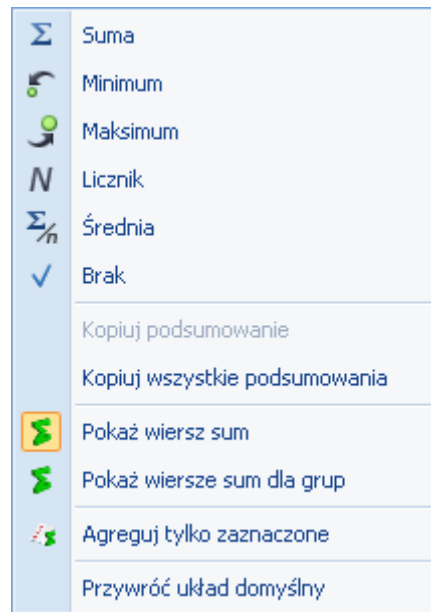 Suma
Minimum
Maksimum
Licznik
Średnia
Brak
Kopiuj podsumowanie
Kopiuj wszystkie podsumowania
Pokaż wiersz sum
Pokaż wiersze sum dla grup
Agreguj tylko zaznaczone
Przywróć układ domyślny